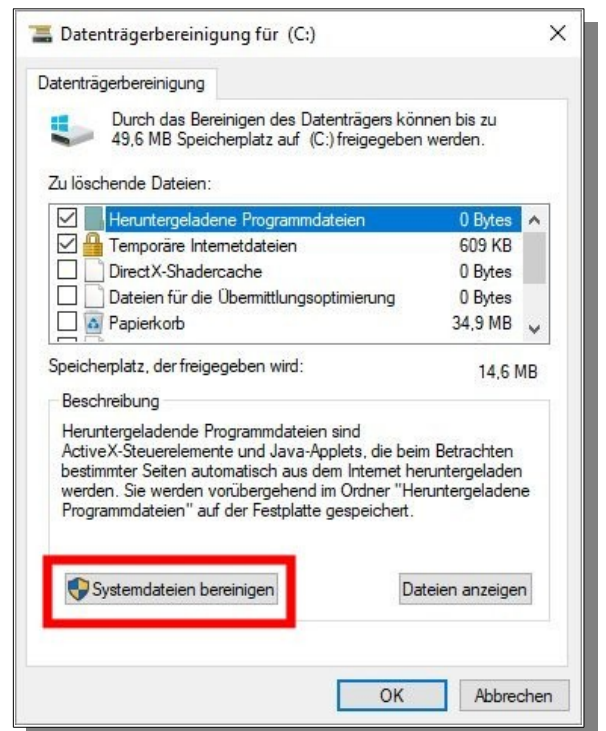 Datenträgerbereinigung für (C:)
Datenträgerbereinigung
Durch das Bereinigen des Datenträgers können bis zu
49,6 MB Speicherplatz auf (C:) freigegeben werden.
Zu löschende Dateien:
Heruntergeladene Programmdateien 0 Bytes
Temporäre Internetdateien 609 KB
DirectX-Shadercache 0 Bytes
Dateien für die Übermittlungsoptimierung 0 Bytes
Papierkorb 34,9 MB
Speicherplatz, der freigegeben wird: 14,6 MB
Beschreibung
Heruntergeladende Programmdateien sind
ActiveX-Steuerelemente und Java-Applets, die beim Betrachten
bestimmter Seiten automatisch aus dem Internet heruntergeladen
werden. Sie werden vorübergehend im Ordner "Heruntergeladene
Programmdateien" auf der Festplatte gespeichert.
Systemdateien bereinigen Dateien anzeigen
OK Abbrechen